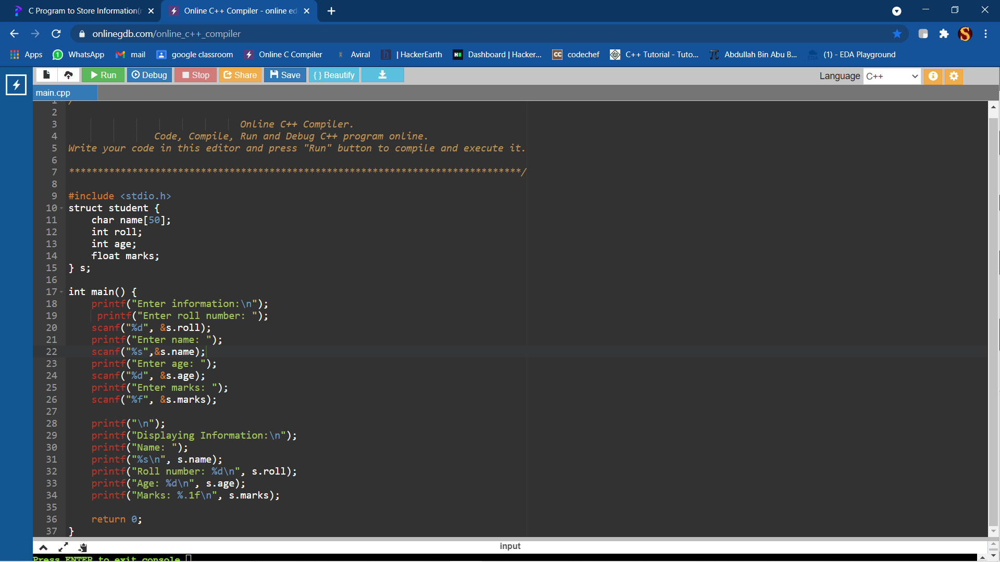 C Program to Store Information(
Online C++ Compiler - online ed
onlinegdb.com/online_c++_compiler
Apps WhatsApp mail google classroom Online C Compiler Aviral | HackerEarth Dashboard | Hacker... codechef C++ Tutorial - Tuto... Abdullah Bin Abu B... (1) - EDA Playground
Run Debug Stop Share Save { } Beautify Language C++
main.cpp
1 /
2
3 Online C++ Compiler.
4 Code, Compile, Run and Debug C++ program online.
5 Write your code in this editor and press "Run" button to compile and execute it.
6
7 *******************************************************************************/
8
9 #include <stdio.h>
10 struct student {
11 char name[50];
12 int roll;
13 int age;
14 float marks;
15 } s;
16
17 int main() {
18 printf("Enter information:\n");
19 printf("Enter roll number: ");
20 scanf("%d", &s.roll);
21 printf("Enter name: ");
22 scanf("%s",&s.name);
23 printf("Enter age: ");
24 scanf("%d", &s.age);
25 printf("Enter marks: ");
26 scanf("%f", &s.marks);
27
28 printf("\n");
29 printf("Displaying Information:\n");
30 printf("Name: ");
31 printf("%s\n", s.name);
32 printf("Roll number: %d\n", s.roll);
33 printf("Age: %d\n", s.age);
34 printf("Marks: %.1f\n", s.marks);
35
36 return 0;
37 }
input
Press ENTER to exit console